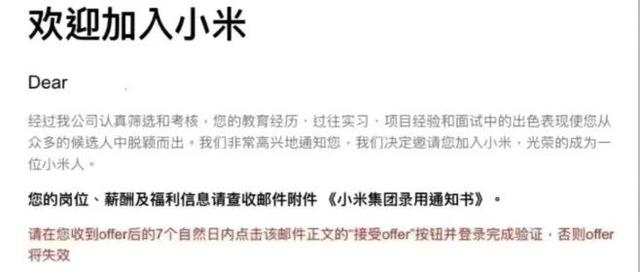 欢迎加入小米
Dear
经过我公司认真筛选和考核，您的教育经历、过往实习、项目经验和面试中的出色表现使您从
众多的候选人中脱颖而出。我们非常高兴地通知您，我们决定邀请您加入小米，光荣的成为一
位小米人。
您的岗位、薪酬及福利信息请查收邮件附件 《小米集团录用通知书》。
请在您收到offer后的7个自然日内点击该邮件正文的“接受offer”按钮并登录完成验证，否则offer
将失效